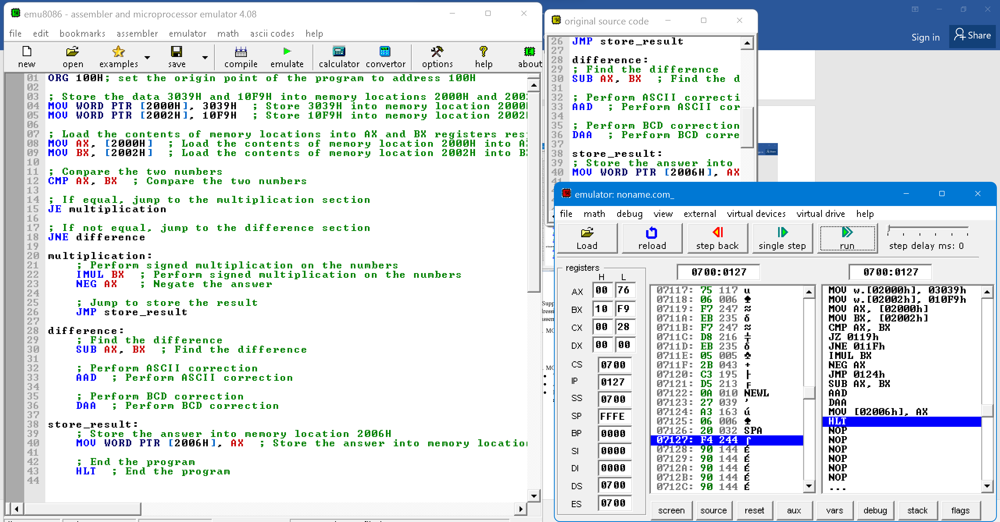 emu8086 - assembler and microprocessor emulator 4.08
file edit bookmarks assembler emulator math ascii codes help
new open examples save compile emulate calculator convertor options help about
01 ORG 100H; set the origin point of the program to address 100H
02
03 ; Store the data 3039H and 10F9H into memory locations 2000H and 200
04 MOV WORD PTR [2000H], 3039H ; Store 3039H into memory location 2000
05 MOV WORD PTR [2002H], 10F9H ; Store 10F9H into memory location 2002
06
07 ; Load the contents of memory locations into AX and BX registers res
08 MOV AX, [2000H] ; Load the contents of memory location 2000H into A
09 MOV BX, [2002H] ; Load the contents of memory location 2002H into B
10
11 ; Compare the two numbers
12 CMP AX, BX ; Compare the two numbers
13
14 ; If equal, jump to the multiplication section
15 JE multiplication
16
17 ; If not equal, jump to the difference section
18 JNE difference
19
20 multiplication:
21 ; Perform signed multiplication on the numbers
22 IMUL BX ; Perform signed multiplication on the numbers
23 NEG AX ; Negate the answer
24
25 ; Jump to store the result
26 JMP store_result
27
28 difference:
29 ; Find the difference
30 SUB AX, BX ; Find the difference
31
32 ; Perform ASCII correction
33 AAD ; Perform ASCII correction
34
35 ; Perform BCD correction
36 DAA ; Perform BCD correction
37
38 store_result:
39 ; Store the answer into memory location 2006H
40 MOV WORD PTR [2006H], AX ; Store the answer into memory locatio
41
42 ; End the program
43 HLT ; End the program
44
Sign in Share
original source code
26 JMP store_result
27
28 difference:
29 ; Find the difference
30 SUB AX, BX ; Find the d
31
32 ; Perform ASCII correcti
33 AAD ; Perform ASCII cor
34
35 ; Perform BCD correction
36 DAA ; Perform BCD corre
37
38 store_result:
39 ; Store the answer into
40 MOV WORD PTR [2006H], AX
41
Share
emulator: noname.com_
file math debug view external virtual devices virtual drive help
Load reload step back single step run step delay ms: 0
registers
H L
AX 00 76
BX 10 F9
CX 00 28
DX 00 00
CS 0700
IP 0127
SS 0700
SP FFFE
BP 0000
SI 0000
DI 0000
DS 0700
ES 0700
0700:0127
07117: 75 117 u
07118: 06 006 ♠
07119: F7 247 ≈
0711A: EB 235 δ
0711B: F7 247 ≈
0711C: D8 216 ╪
0711D: EB 235 δ
0711E: 05 005 ♣
0711F: 2B 043 +
07120: C3 195 ├
07121: D5 213 ╒
07122: 0A 010 NEWL
07123: 27 039 '
07124: A3 163 ú
07125: 06 006 ♠
07126: 20 032 SPA
07127: F4 244 ⌠
07128: 90 144 É
07129: 90 144 É
0712A: 90 144 É
0712B: 90 144 É
0712C: 90 144 É
0700:0127
MOV w.[02000h], 03039h
MOV w.[02002h], 010F9h
MOV AX, [02000h]
MOV BX, [02002h]
CMP AX, BX
JZ 0119h
JNE 011Fh
IMUL BX
NEG AX
JMP 0124h
SUB AX, BX
AAD
DAA
MOV [02006h], AX
HLT
NOP
NOP
NOP
NOP
NOP
NOP
...
screen source reset aux vars debug stack flags